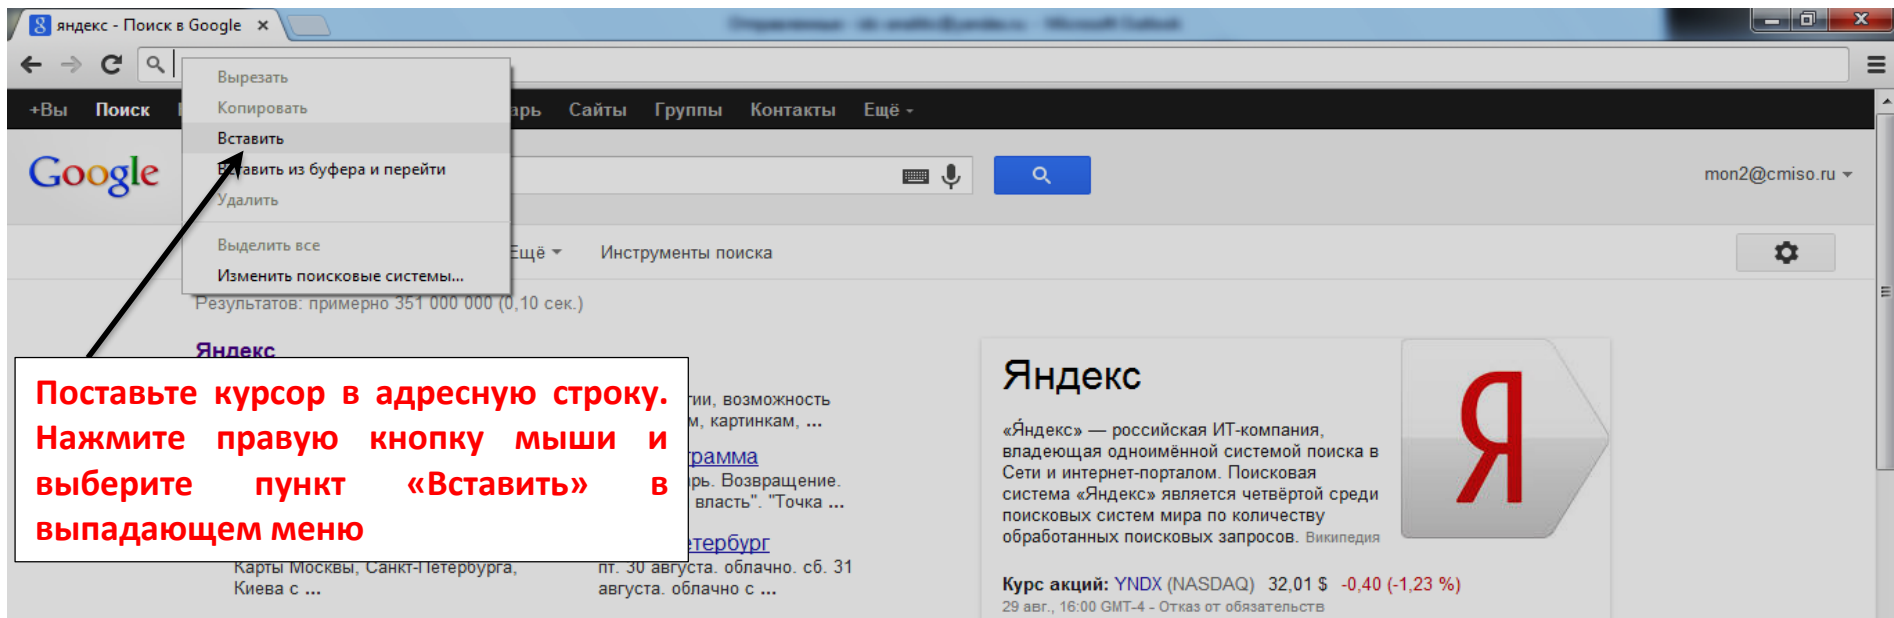 яндекс - Поиск в Google
Вырезать
+Вы Поиск арь Сайты Группы Контакты Ещё
Копировать
Вставить
Google
Вставить из буфера и перейти
mon2@cmiso.ru
Удалить
Выделить все
Ещё Инструменты поиска
Изменить поисковые системы...
Результатов: примерно 351 000 000 (0,10 сек.)
Яндекс
Поставьте курсор в адресную строку.
Нажмите правую кнопку мыши и
выберите пункт «Вставить» в
выпадающем меню
гии, возможность
м, картинкам, ...
грамма
рь. Возвращение.
власть". "Точка ...
тербург
Карты Москвы, Санкт-Петербурга,
Киева с ...
пт. 30 августа. облачно. сб. 31
августа. облачно с ...
Яндекс
Я
«Я́ндекс» — российская ИТ-компания,
владеющая одноимённой системой поиска в
Сети и интернет-порталом. Поисковая
система «Яндекс» является четвёртой среди
поисковых систем мира по количеству
обработанных поисковых запросов. Википедия
Курс акций: YNDX (NASDAQ) 32,01 $ -0,40 (-1,23 %)
29 авг., 16:00 GMT-4 - Отказ от обязательств